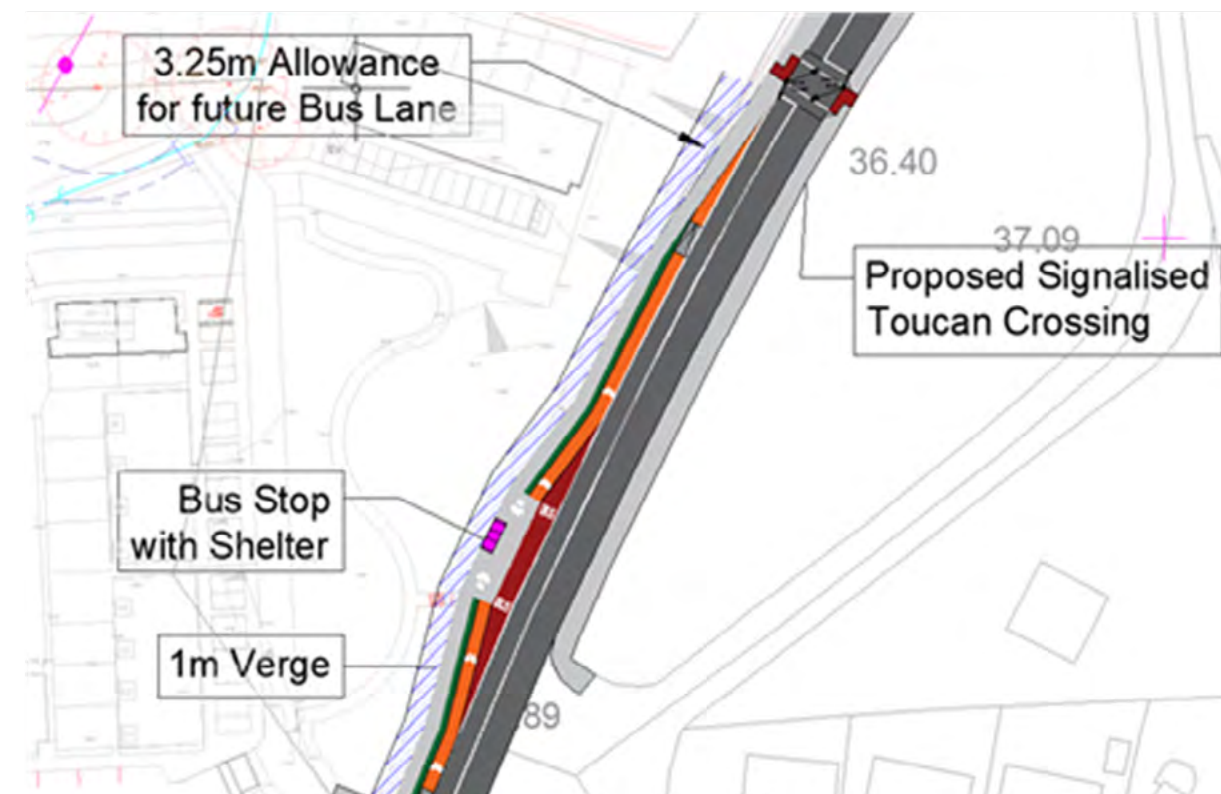 3.25m Allowance
for future Bus Lane
36.40
37.09
Proposed Signalised
Toucan Crossing
Bus Stop
with Shelter
1m Verge
89